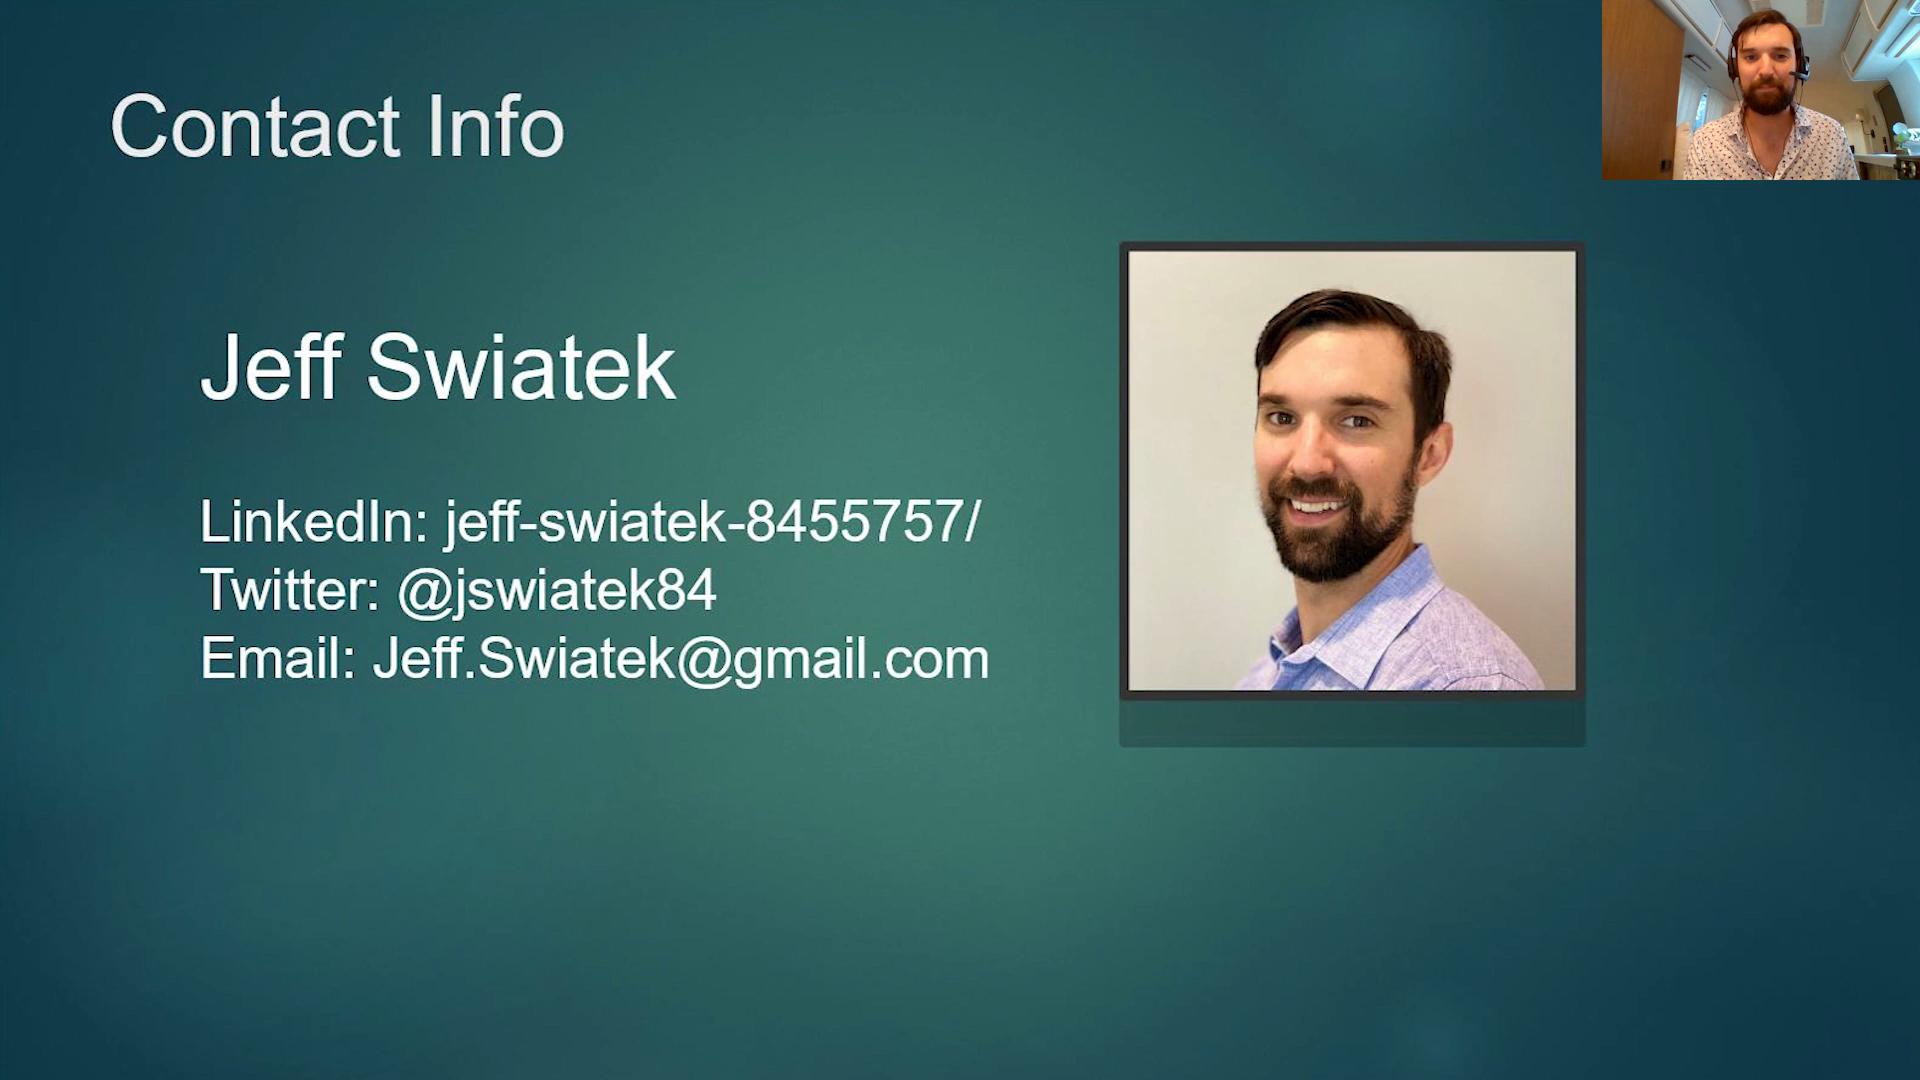 Contact Info
Jeff Swiatek
LinkedIn: jeff-swiatek-8455757/
Twitter: @jswiatek84
Email: Jeff.Swiatek@gmail.com